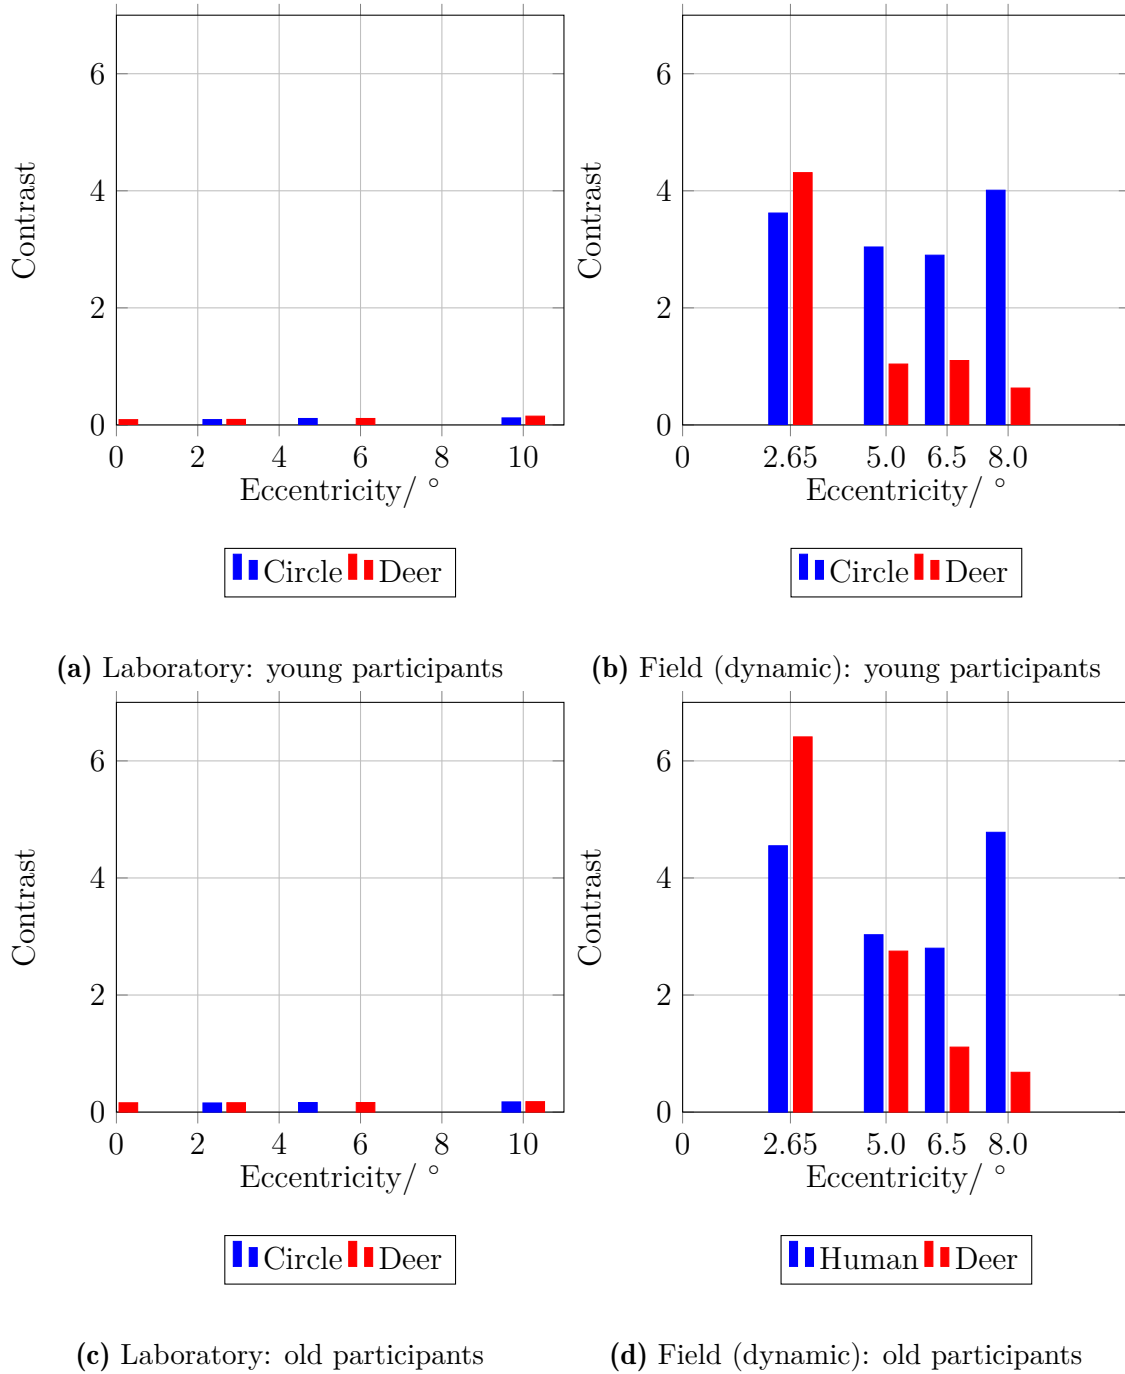 6
4
2
0
Contrast
0 2 4 6 8 10
Eccentricity/ °
Circle Deer
(a) Laboratory: young participants
6
4
2
0
Contrast
0 2.65 5.0 6.5 8.0
Eccentricity/ °
Circle Deer
(b) Field (dynamic): young participants
6
4
2
0
Contrast
0 2 4 6 8 10
Eccentricity/ °
Circle Deer
(c) Laboratory: old participants
6
4
2
0
Contrast
0 2.65 5.0 6.5 8.0
Eccentricity/ °
Human Deer
(d) Field (dynamic): old participants